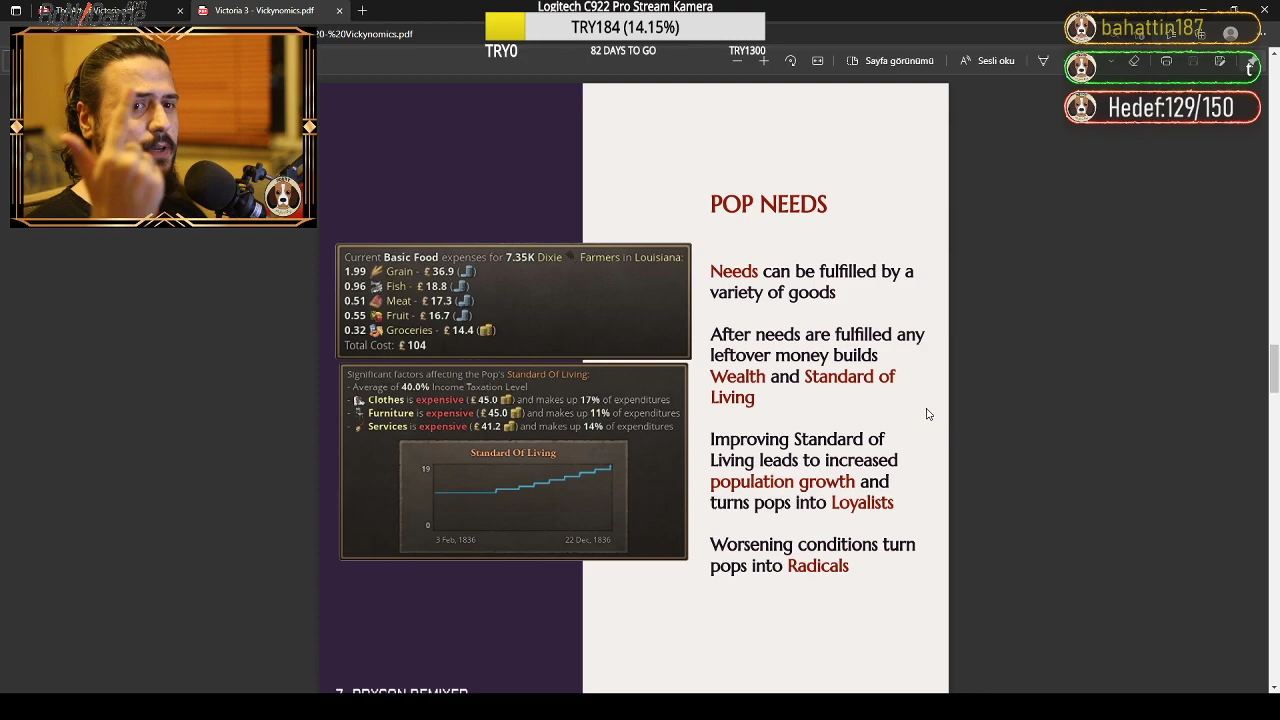 Logitech C922 Pro Stream Kamera
Victoria 3 - Vickynomics.pdf
20-%20Vickynomics.pdf
TRY184 (14.15%)
TRY0
82 DAYS TO GO
TRY1300
bahattin187
t
Hedef:129/150
Sayfa görünümü
Sesli oku
POP NEEDS
Current Basic Food expenses for 7.35K Dixie Farmers in Louisiana:
1.99 Grain - £ 36.9 ( )
0.96 Fish - £ 18.8 ( )
0.51 Meat - £ 17.3 ( )
0.55 Fruit - £ 16.7 ( )
0.32 Groceries - £ 14.4 ( )
Total Cost: £ 104
Significant factors affecting the Pop's Standard Of Living:
- Average of 40.0% Income Taxation Level
- Clothes is expensive (£ 45.0 ) and makes up 17% of expenditures
- Furniture is expensive (£ 45.0 ) and makes up 11% of expenditures
- Services is expensive (£ 41.2 ) and makes up 14% of expenditures
Standard Of Living
19
0
3 Feb, 1836
22 Dec, 1836
Needs can be fulfilled by a
variety of goods
After needs are fulfilled any
leftover money builds
Wealth and Standard of
Living
Improving Standard of
Living leads to increased
population growth and
turns pops into Loyalists
Worsening conditions turn
pops into Radicals